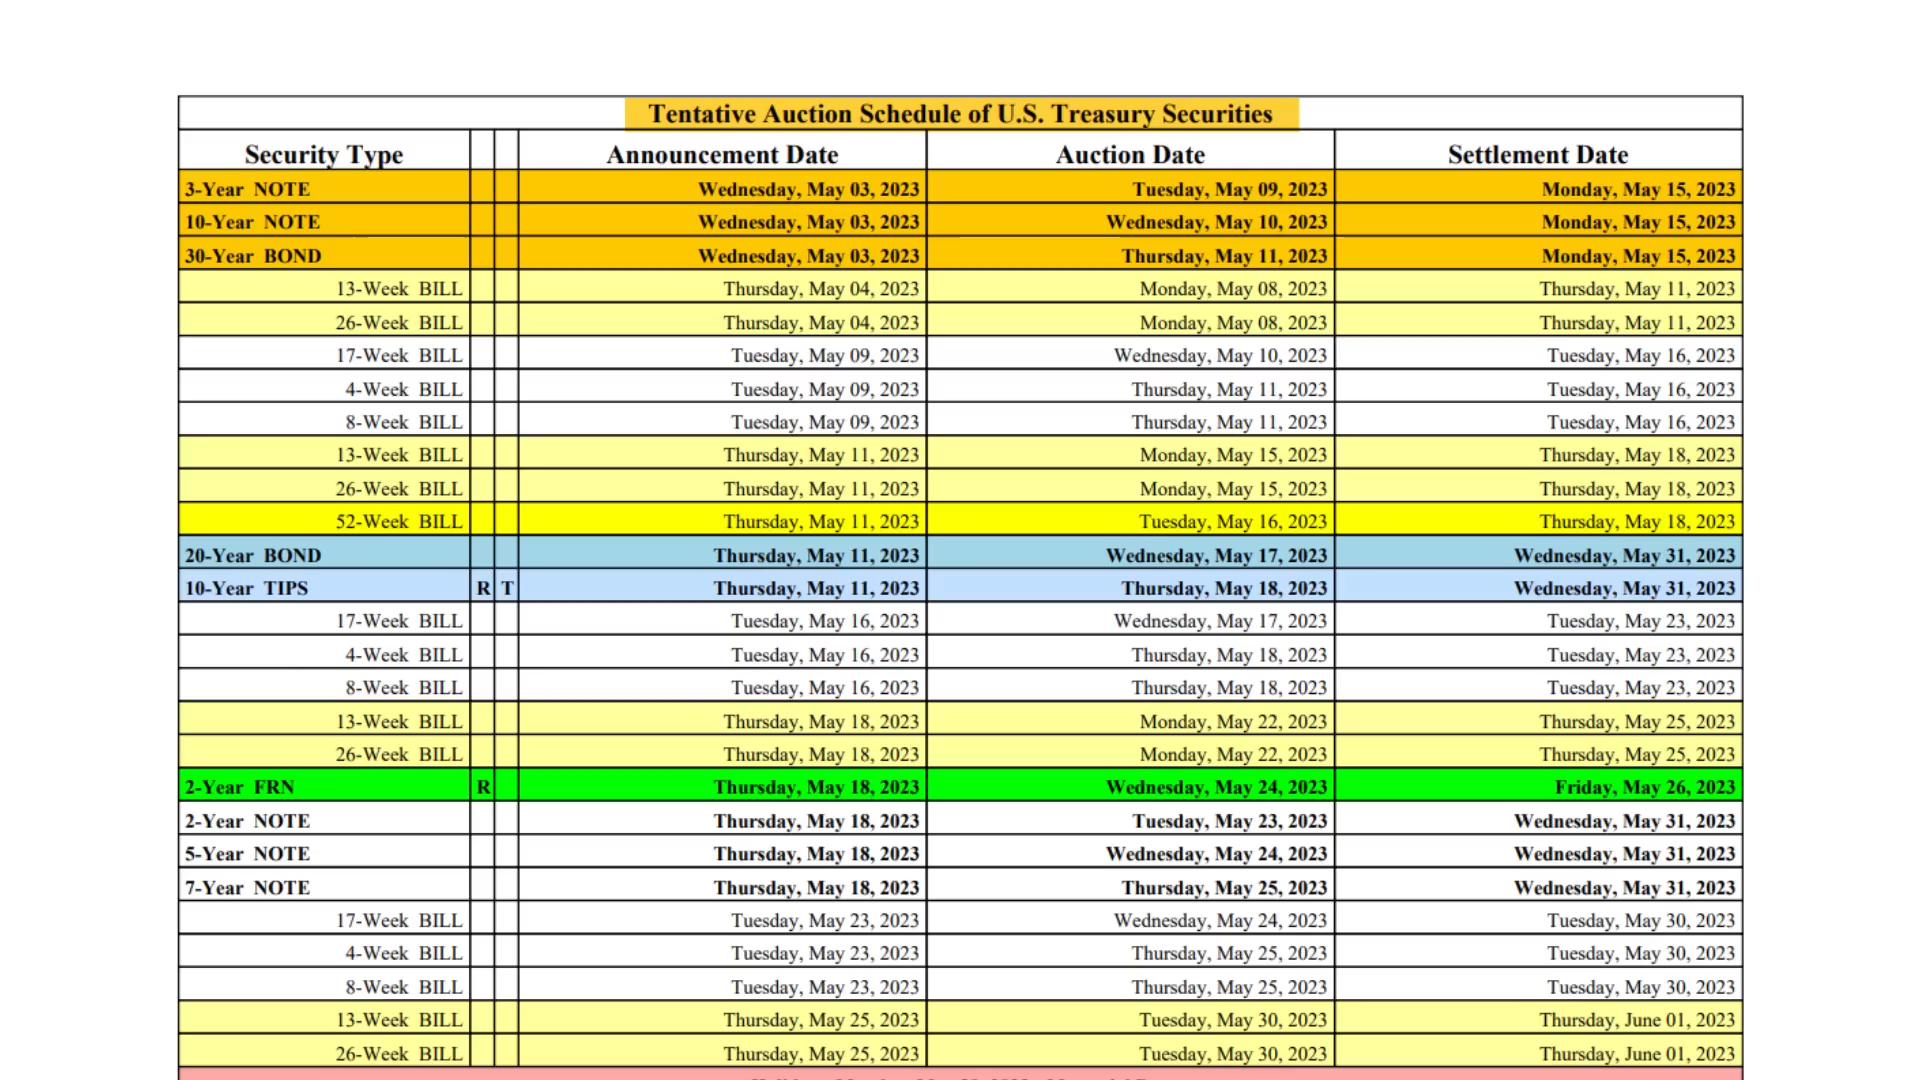 Tentative Auction Schedule of U.S. Treasury Securities
Security Type Announcement Date Auction Date Settlement Date
3-Year NOTE Wednesday, May 03, 2023 Tuesday, May 09, 2023 Monday, May 15, 2023
10-Year NOTE Wednesday, May 03, 2023 Wednesday, May 10, 2023 Monday, May 15, 2023
30-Year BOND Wednesday, May 03, 2023 Thursday, May 11, 2023 Monday, May 15, 2023
13-Week BILL Thursday, May 04, 2023 Monday, May 08, 2023 Thursday, May 11, 2023
26-Week BILL Thursday, May 04, 2023 Monday, May 08, 2023 Thursday, May 11, 2023
17-Week BILL Tuesday, May 09, 2023 Wednesday, May 10, 2023 Tuesday, May 16, 2023
4-Week BILL Tuesday, May 09, 2023 Thursday, May 11, 2023 Tuesday, May 16, 2023
8-Week BILL Tuesday, May 09, 2023 Thursday, May 11, 2023 Tuesday, May 16, 2023
13-Week BILL Thursday, May 11, 2023 Monday, May 15, 2023 Thursday, May 18, 2023
26-Week BILL Thursday, May 11, 2023 Monday, May 15, 2023 Thursday, May 18, 2023
52-Week BILL Thursday, May 11, 2023 Tuesday, May 16, 2023 Thursday, May 18, 2023
20-Year BOND Thursday, May 11, 2023 Wednesday, May 17, 2023 Wednesday, May 31, 2023
10-Year TIPS R T Thursday, May 11, 2023 Thursday, May 18, 2023 Wednesday, May 31, 2023
17-Week BILL Tuesday, May 16, 2023 Wednesday, May 17, 2023 Tuesday, May 23, 2023
4-Week BILL Tuesday, May 16, 2023 Thursday, May 18, 2023 Tuesday, May 23, 2023
8-Week BILL Tuesday, May 16, 2023 Thursday, May 18, 2023 Tuesday, May 23, 2023
13-Week BILL Thursday, May 18, 2023 Monday, May 22, 2023 Thursday, May 25, 2023
26-Week BILL Thursday, May 18, 2023 Monday, May 22, 2023 Thursday, May 25, 2023
2-Year FRN R Thursday, May 18, 2023 Wednesday, May 24, 2023 Friday, May 26, 2023
2-Year NOTE Thursday, May 18, 2023 Tuesday, May 23, 2023 Wednesday, May 31, 2023
5-Year NOTE Thursday, May 18, 2023 Wednesday, May 24, 2023 Wednesday, May 31, 2023
7-Year NOTE Thursday, May 18, 2023 Thursday, May 25, 2023 Wednesday, May 31, 2023
17-Week BILL Tuesday, May 23, 2023 Wednesday, May 24, 2023 Tuesday, May 30, 2023
4-Week BILL Tuesday, May 23, 2023 Thursday, May 25, 2023 Tuesday, May 30, 2023
8-Week BILL Tuesday, May 23, 2023 Thursday, May 25, 2023 Tuesday, May 30, 2023
13-Week BILL Thursday, May 25, 2023 Tuesday, May 30, 2023 Thursday, June 01, 2023
26-Week BILL Thursday, May 25, 2023 Tuesday, May 30, 2023 Thursday, June 01, 2023